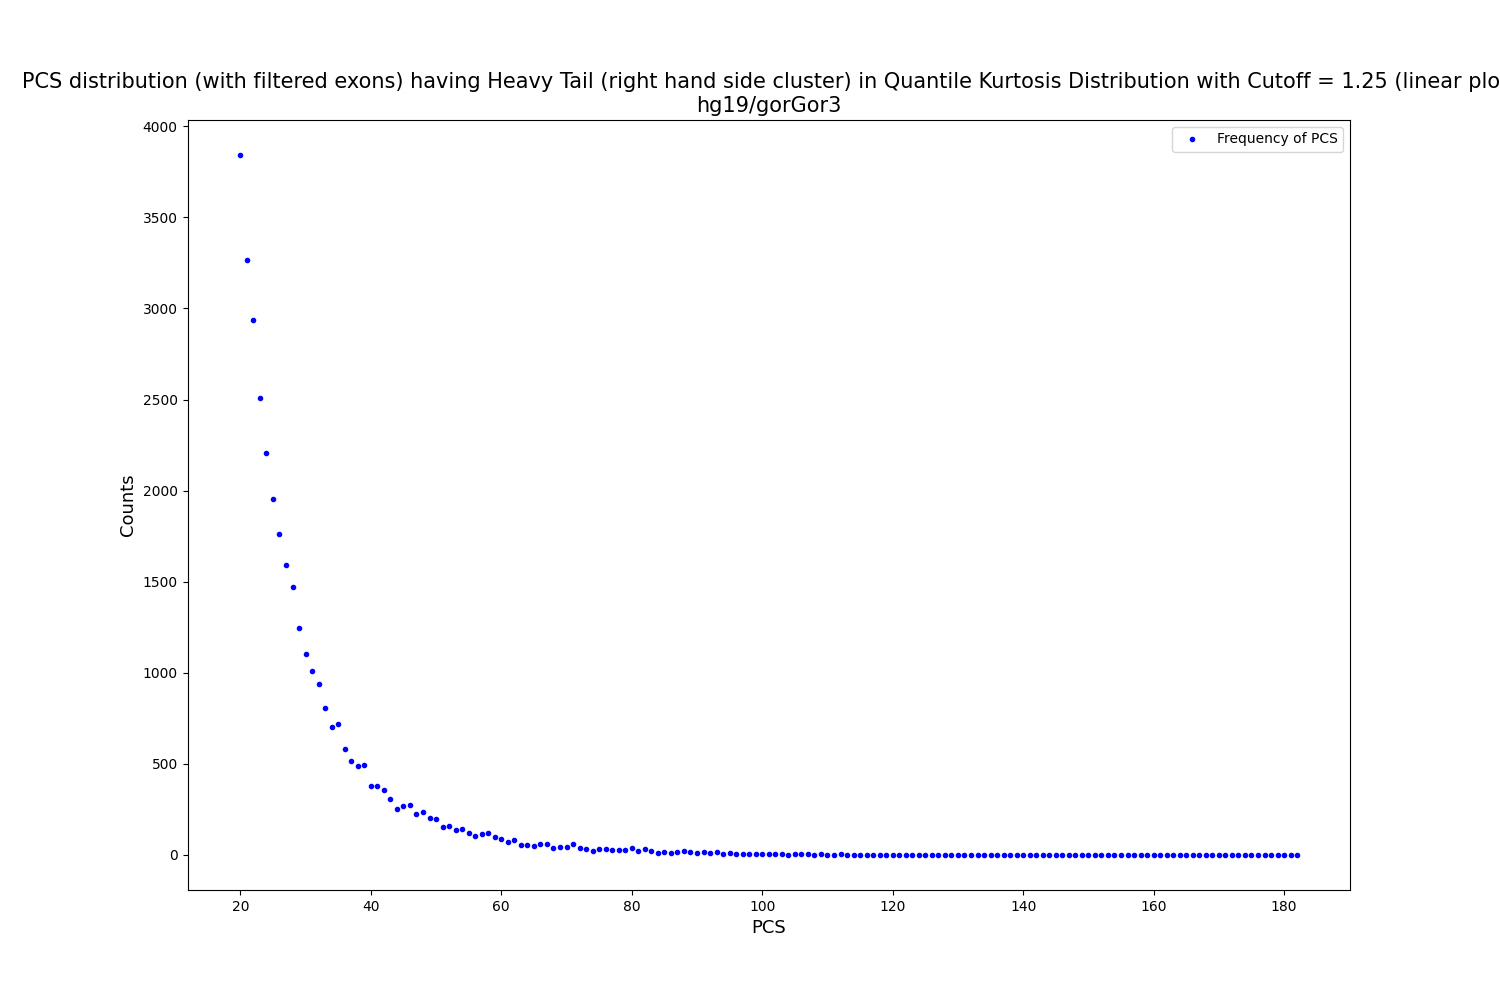 PCS distribution (with filtered exons) having Heavy Tail (right hand side cluster) in Quantile Kurtosis Distribution with Cutoff = 1.25 (linear plo
hg19/gorGor3
4000
Frequency of PCS
3500
3000
2500
2000
1500
1000
500
0
Counts
20 40 60 80 100 120 140 160 180
PCS